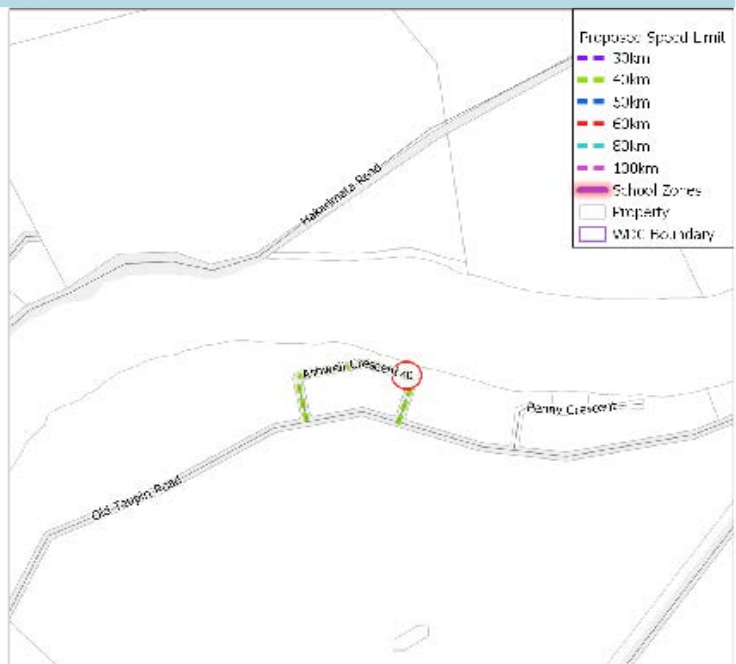 Proposed Speed Limit
30km
40km
50km
60km
80km
100km
School Zones
Property
WDC Boundary
Hakarimata Road
Crescent
40
Penny Crescent
Old Taupiri Road